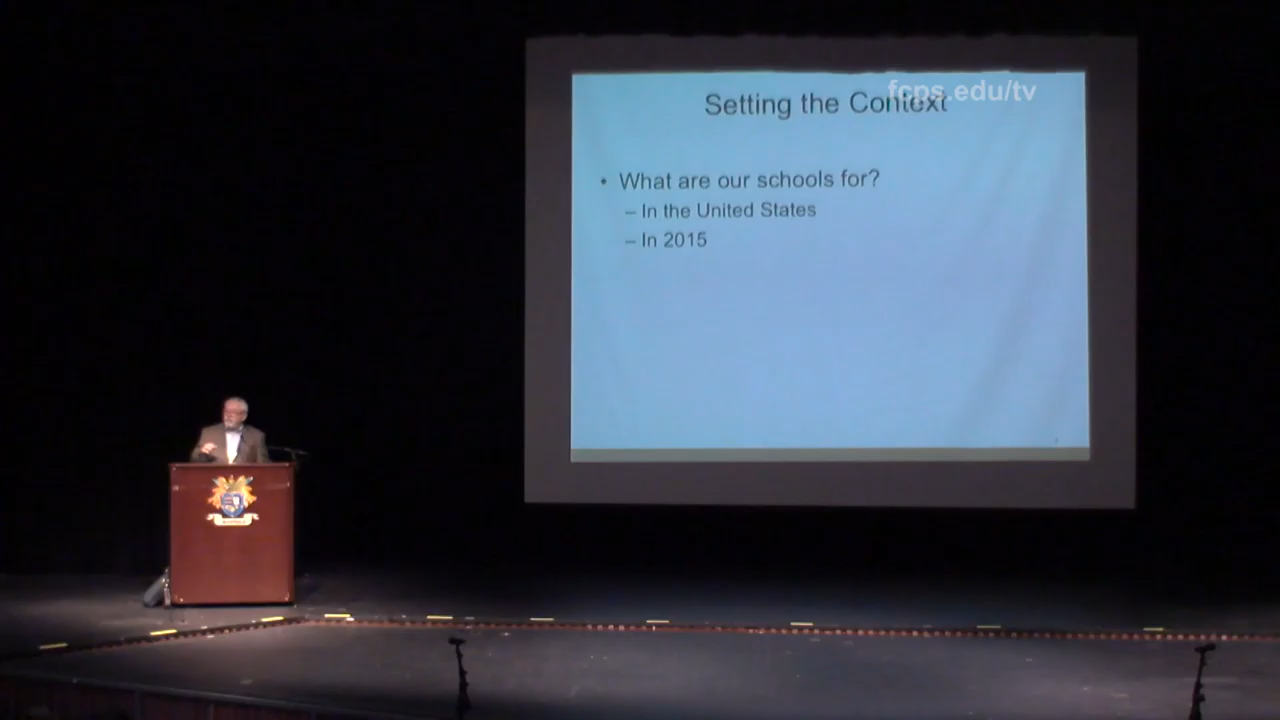 fcps.edu/tv
Setting the Context
• What are our schools for?
– In the United States
– In 2015